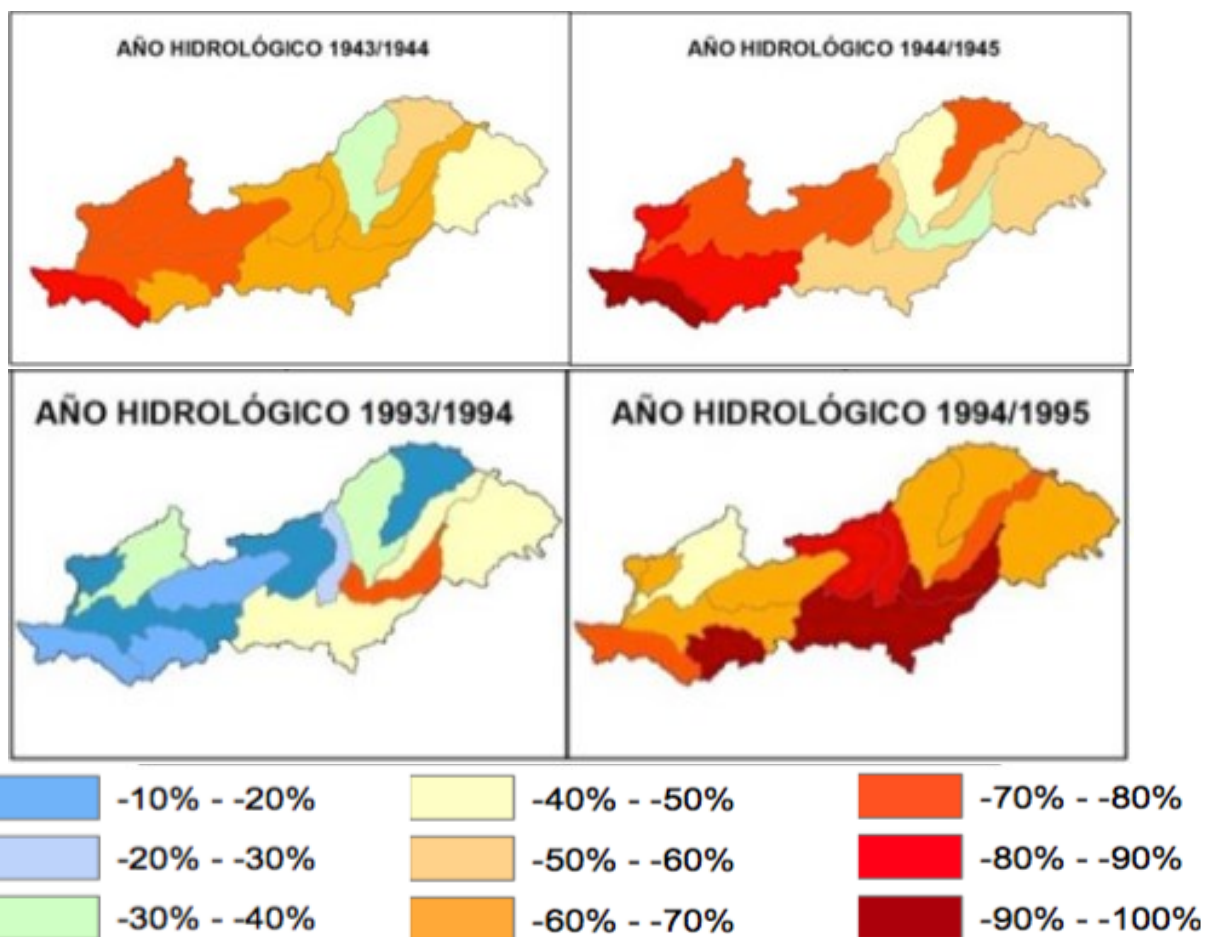 AÑO HIDROLÓGICO 1943/1944
AÑO HIDROLÓGICO 1944/1945
AÑO HIDROLÓGICO 1993/1994
AÑO HIDROLÓGICO 1994/1995
-10% - -20%
-40% - -50%
-70% - -80%
-20% - -30%
-50% - -60%
-80% - -90%
-30% - -40%
-60% - -70%
-90% - -100%